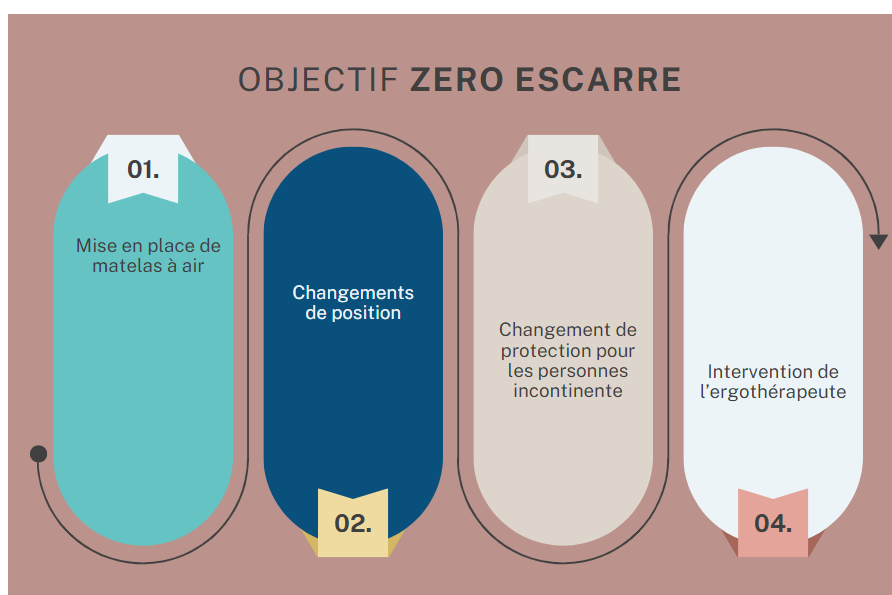 OBJECTIF ZERO ESCARRE
01.
Mise en place de
matelas à air
Changements
de position
02.
03.
Changement de
protection pour
les personnes
incontinente
Intervention de
l'ergothérapeute
04.